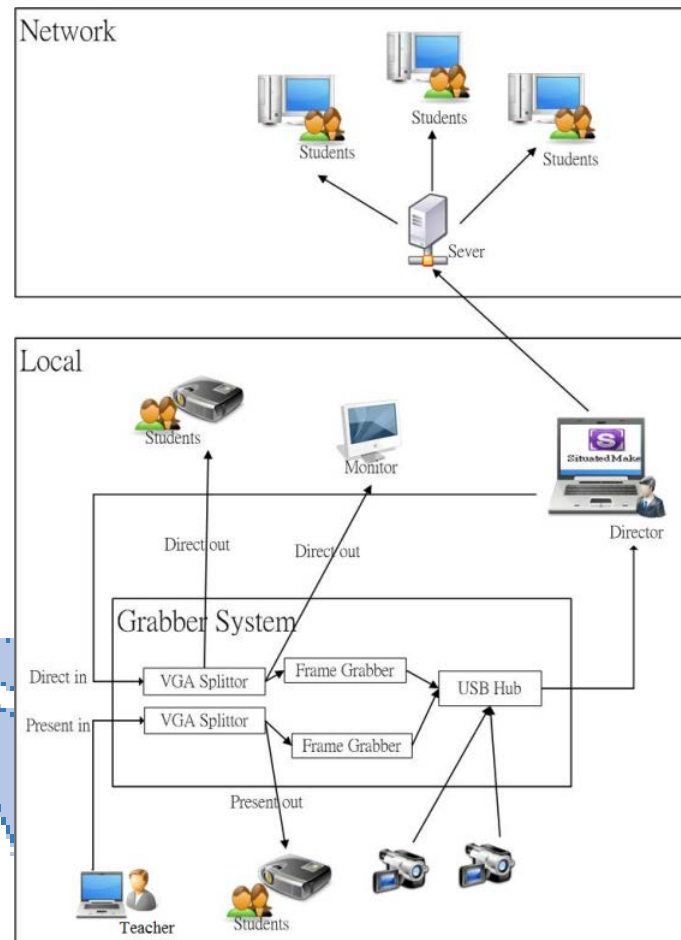 Network
Students
Students
Students
Sever
Local
Students
Monitor
Situated Make
Director
Direct out
Direct out
Grabber System
Direct in
VGA Splittor
Frame Grabber
USB Hub
Present in
VGA Splittor
Frame Grabber
Present out
Teacher
Students